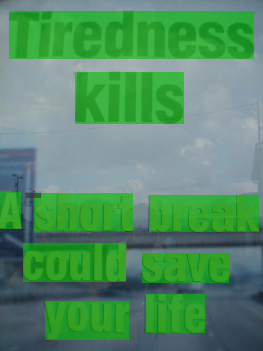 Tiredness
kills
A short break
could save
your life